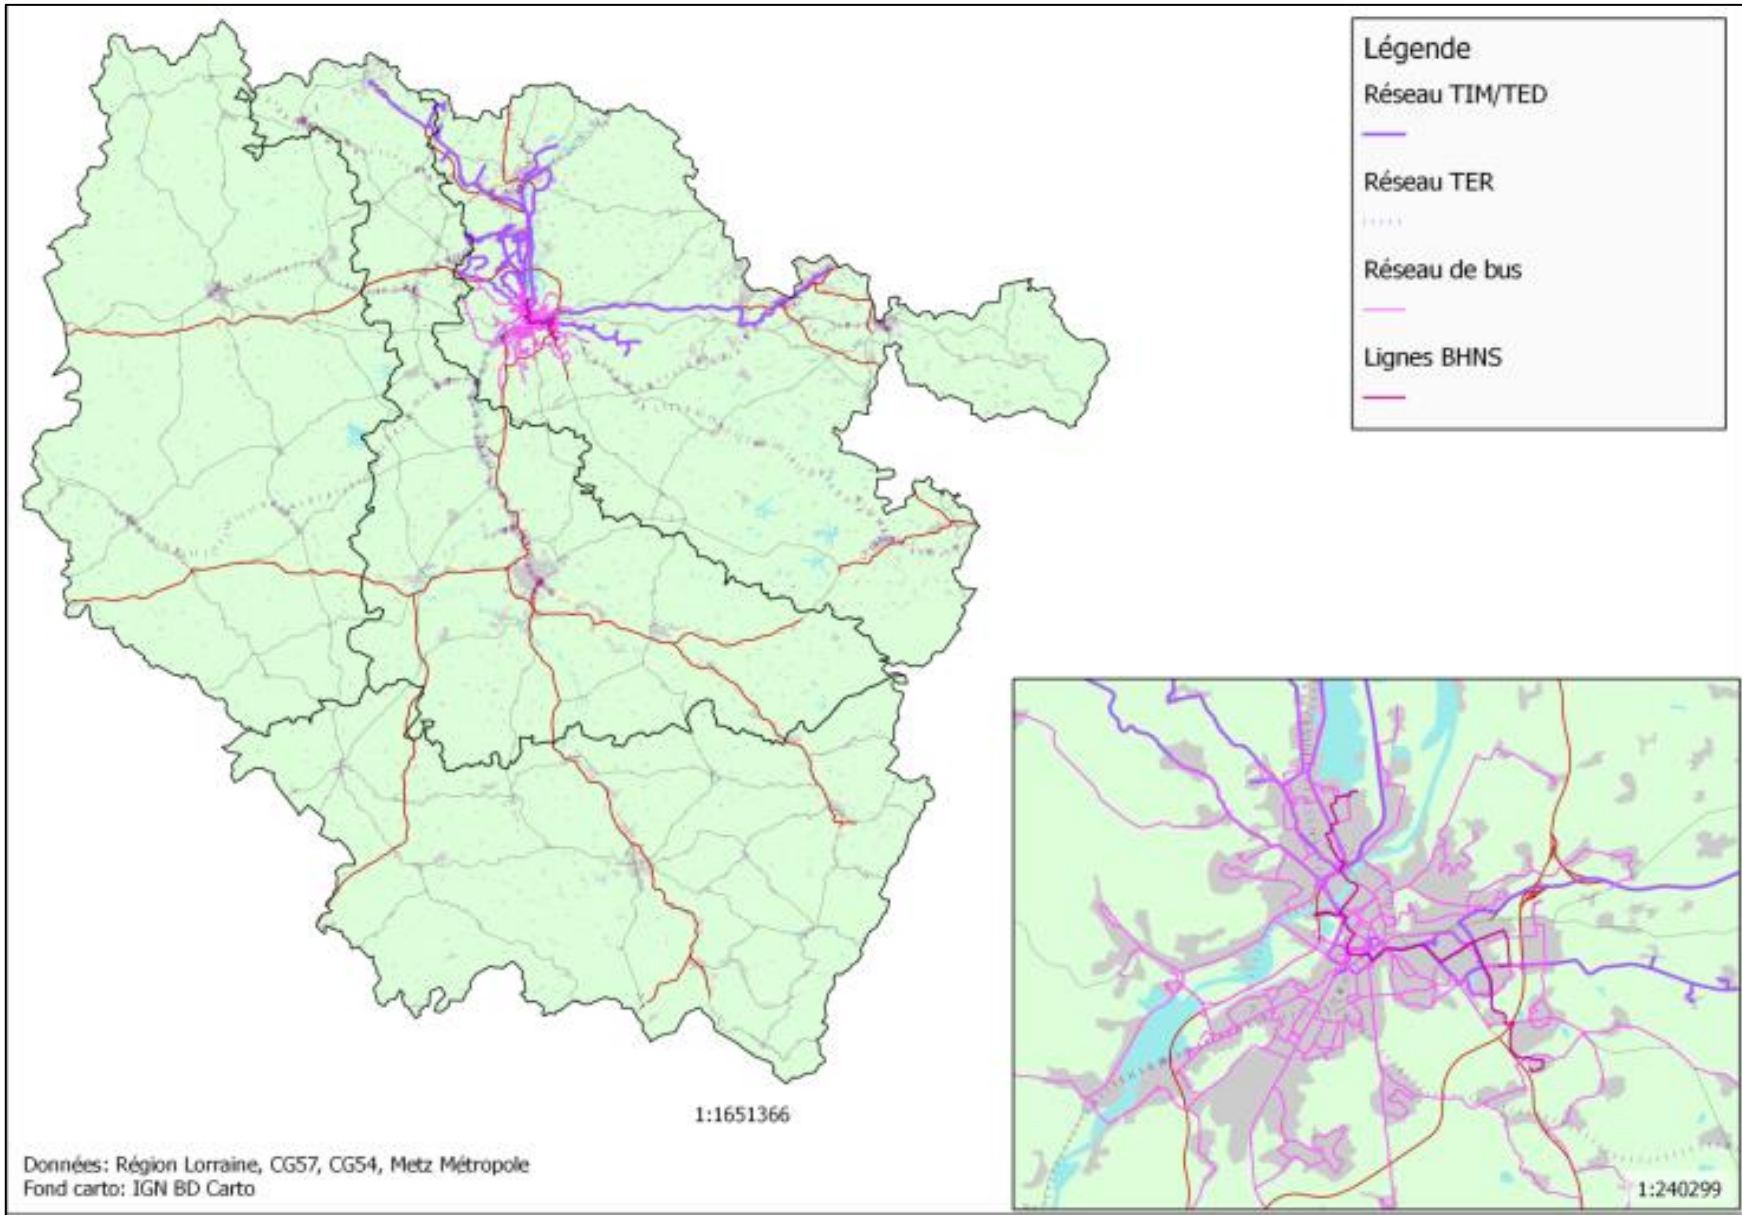 Légende
Réseau TIM/TED
Réseau TER
Réseau de bus
Lignes BHNS
1:1651366
Données: Région Lorraine, CG57, CG54, Metz Métropole
Fond carto: IGN BD Carto
1:240299